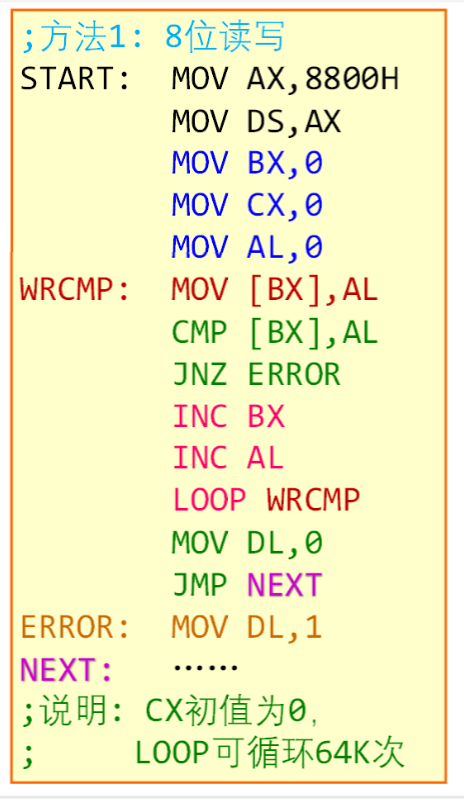 ;方法1: 8位读写
START: MOV AX,8800H
MOV DS,AX
MOV BX,0
MOV CX,0
MOV AL,0
WRCMP: MOV [BX],AL
CMP [BX],AL
JNZ ERROR
INC BX
INC AL
LOOP WRCMP
MOV DL,0
JMP NEXT
ERROR: MOV DL,1
NEXT: ……
;说明: CX初值为0,
; LOOP可循环64K次